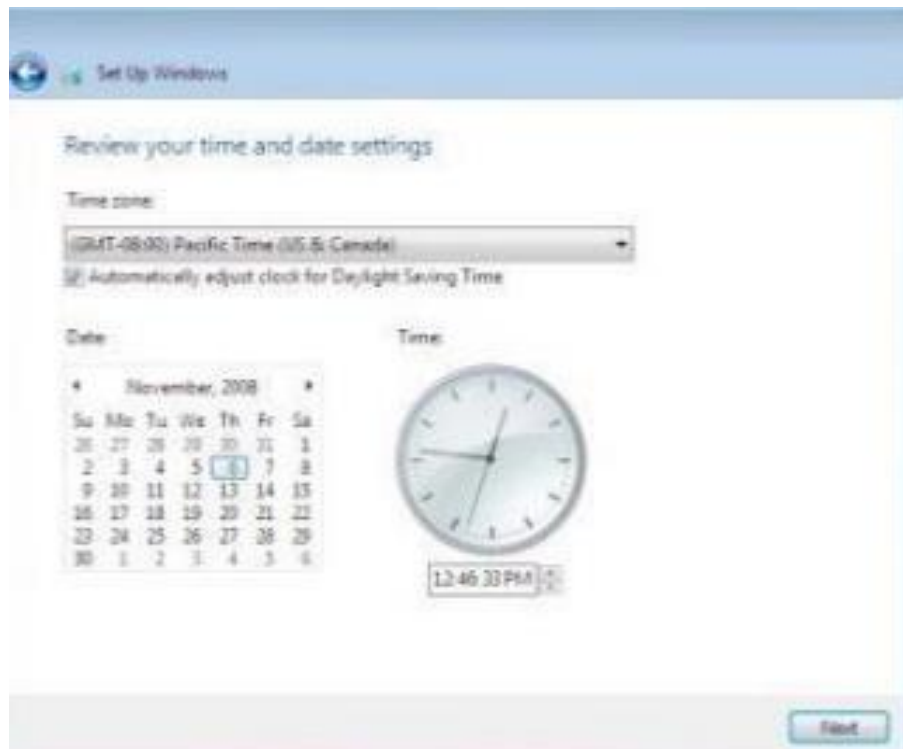 Set Up Windows
Review your time and date settings
Time zone:
(GMT-08:00) Pacific Time (US & Canada)
Automatically adjust clock for Daylight Saving Time
Date:
Time:
November, 2008
Su Mo Tu We Th Fr Sa
26 27 28 29 30 31 1
2 3 4 5 6 7 8
9 10 11 12 13 14 15
16 17 18 19 20 21 22
23 24 25 26 27 28 29
30 1 2 3 4 5 6
12:46:33 PM
Next